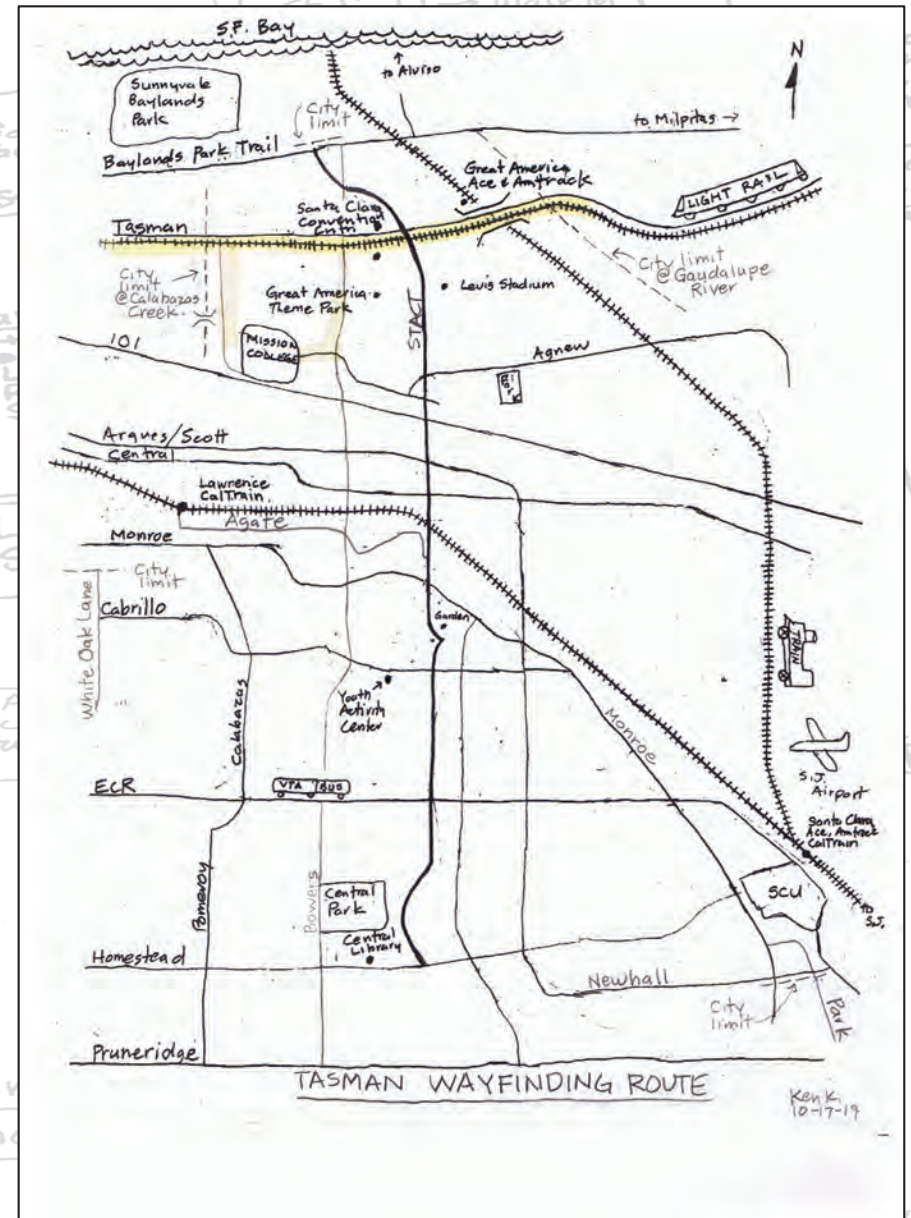 S.F. Bay
to Alviso
N
Sunnyvale
Baylands
Park
City
limit
to Milpitas →
Baylands Park Trail
Great America
Ace & Amtrack
LIGHT RAIL
Santa Clara
Convention
Cntr
Tasman
City
limit
@Calabazas
Creek
City limit
@ Gaudalupe
River
Levis Stadium
Great America
Theme Park
STACT
MISSION
COLLEGE
101
Agnew
Park
Arques/Scott
Central
Lawrence
CalTrain
Agate
Monroe
City
limit
Cabrillo
White Oak Lane
Garden
TRAIN
Youth
Activity
Center
Calabazas
Monroe
S.J.
Airport
ECR
VTA BUS
Santa Clara
Ace, Amtrack
CalTrain
Pomeroy
Bowers
Central
Park
SCU
to
S.J.
Central
Library
Homestead
Newhall
City
limit
Park
Pruneridge
TASMAN WAYFINDING ROUTE
Ken K.
10-17-19